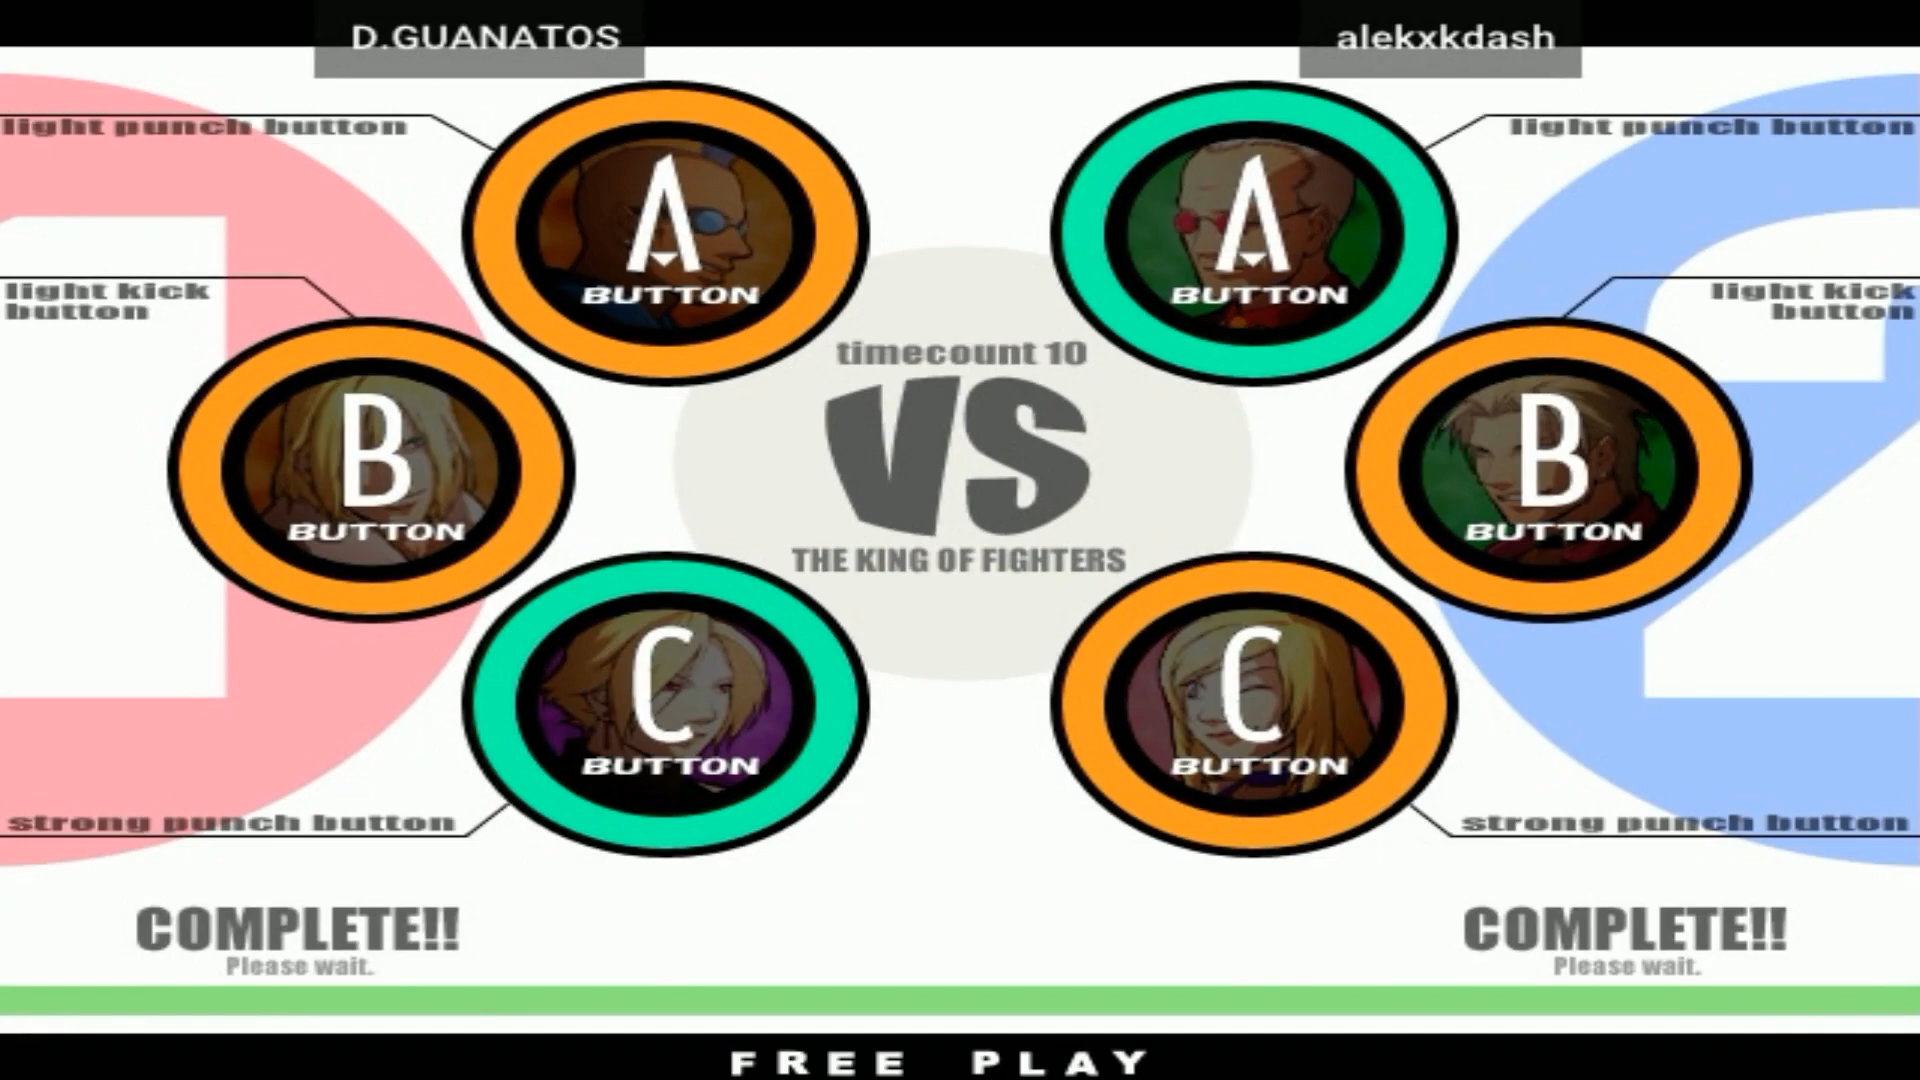 D.GUANATOS
alekxkdash
light punch button
A
BUTTON
A
BUTTON
light punch button
light kick
button
B
BUTTON
timecount 10
VS
THE KING OF FIGHTERS
light kick
button
B
BUTTON
C
BUTTON
C
BUTTON
strong punch button
strong punch button
1
2
COMPLETE!!
Please wait.
COMPLETE!!
Please wait.
FREE PLAY